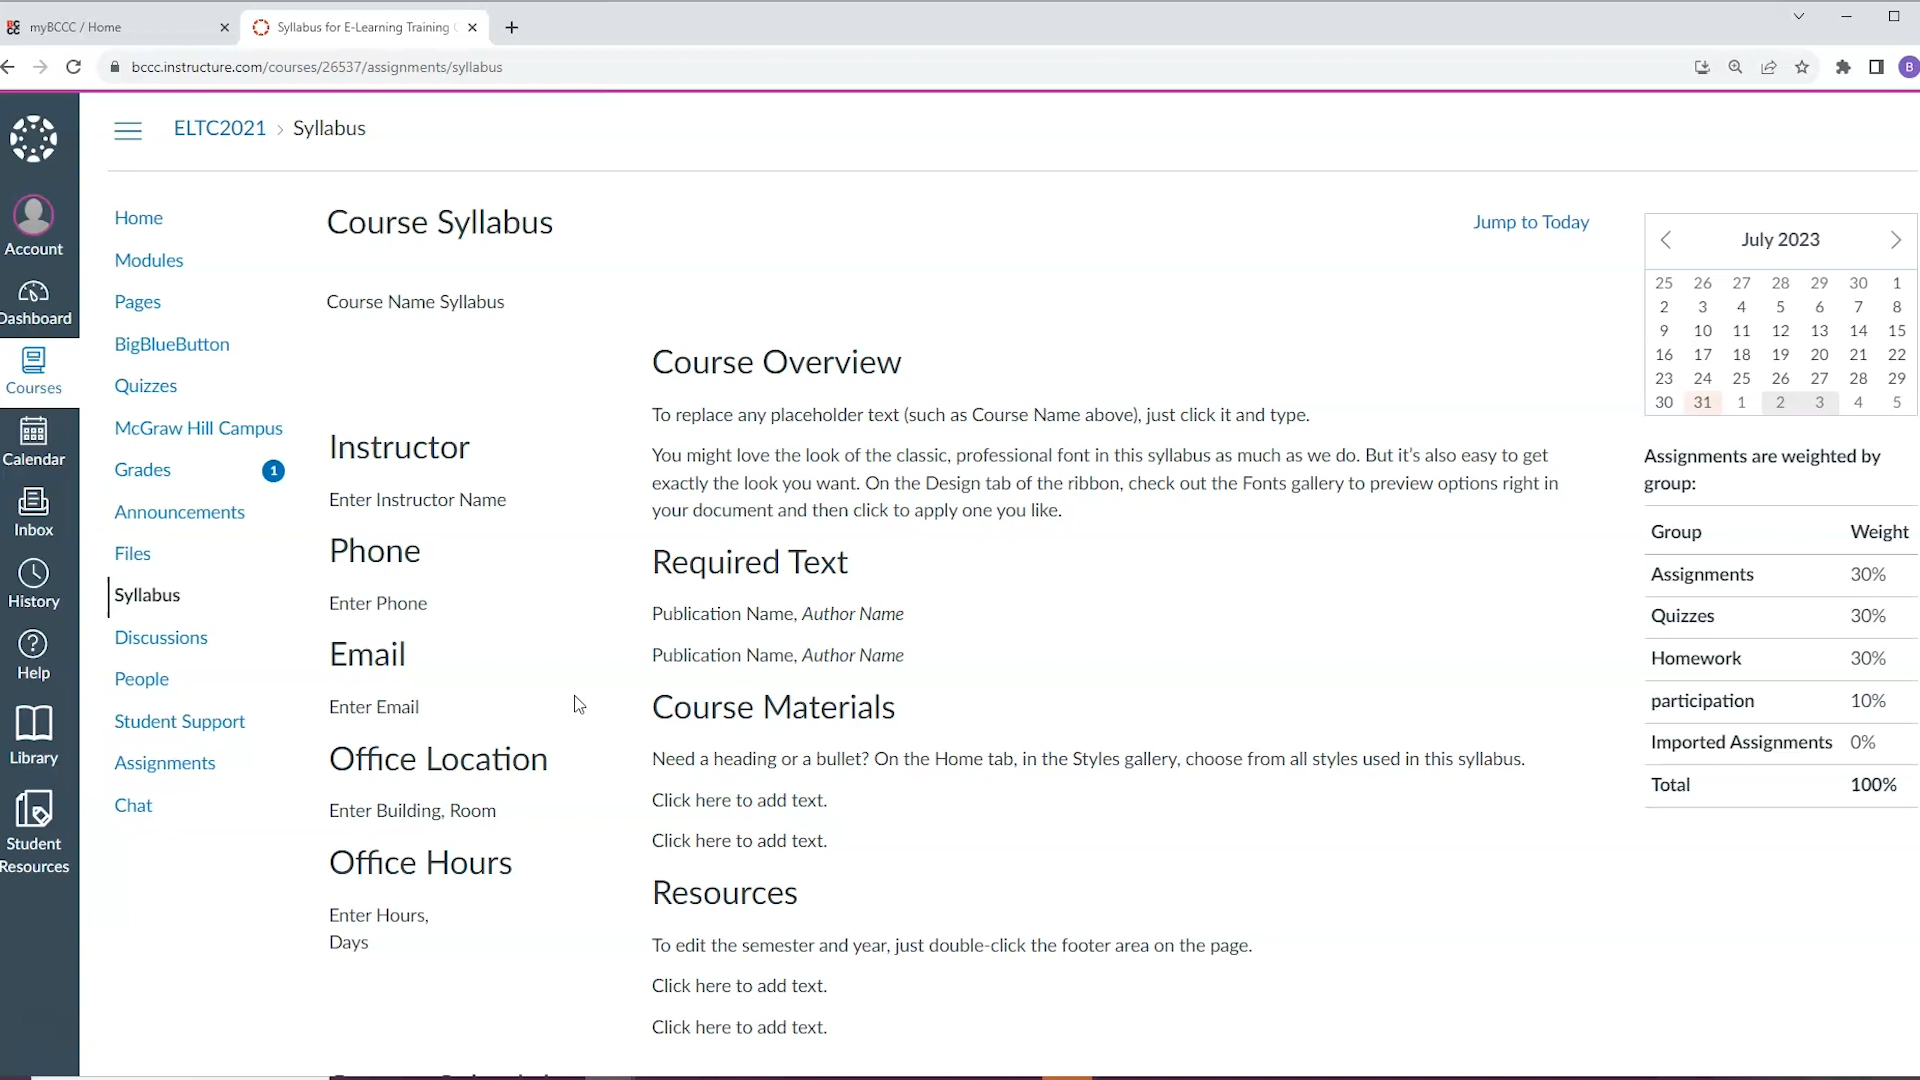 myBCCC / Home
Syllabus for E-Learning Training
bccc.instructure.com/courses/26537/assignments/syllabus
B
ELTC2021 › Syllabus
Account
Dashboard
Courses
Calendar
Inbox
History
Help
Library
Student
Resources
Home
Modules
Pages
BigBlueButton
Quizzes
McGraw Hill Campus
Grades 1
Announcements
Files
Syllabus
Discussions
People
Student Support
Assignments
Chat
Course Syllabus
Jump to Today
Course Name Syllabus
Instructor
Enter Instructor Name
Phone
Enter Phone
Email
Enter Email
Office Location
Enter Building, Room
Office Hours
Enter Hours,
Days
Course Overview
To replace any placeholder text (such as Course Name above), just click it and type.
You might love the look of the classic, professional font in this syllabus as much as we do. But it's also easy to get
exactly the look you want. On the Design tab of the ribbon, check out the Fonts gallery to preview options right in
your document and then click to apply one you like.
Required Text
Publication Name, Author Name
Publication Name, Author Name
Course Materials
Need a heading or a bullet? On the Home tab, in the Styles gallery, choose from all styles used in this syllabus.
Click here to add text.
Click here to add text.
Resources
To edit the semester and year, just double-click the footer area on the page.
Click here to add text.
Click here to add text.
July 2023
25 26 27 28 29 30 1
2 3 4 5 6 7 8
9 10 11 12 13 14 15
16 17 18 19 20 21 22
23 24 25 26 27 28 29
30 31 1 2 3 4 5
Assignments are weighted by
group:
Group Weight
Assignments 30%
Quizzes 30%
Homework 30%
participation 10%
Imported Assignments 0%
Total 100%